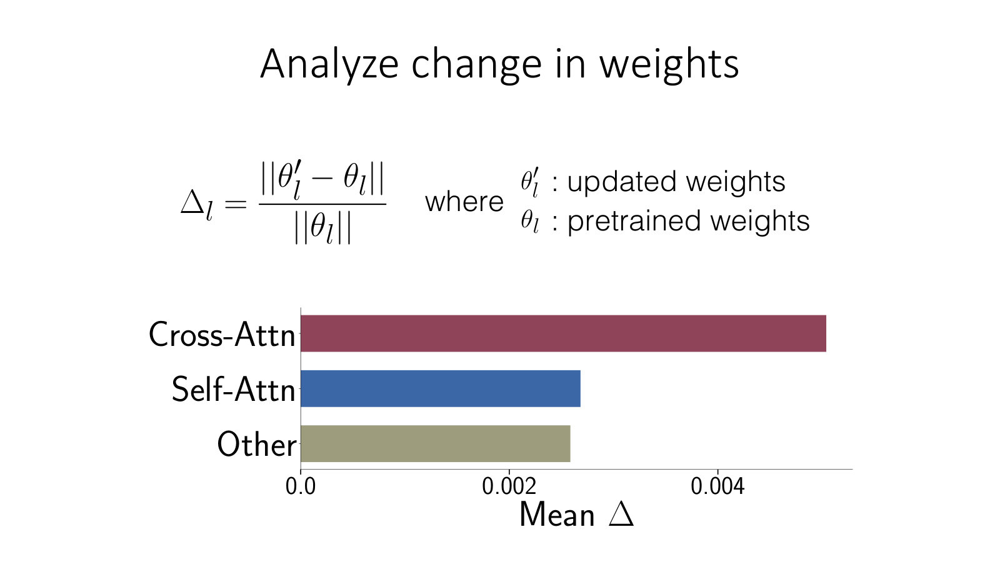 Analyze change in weights
Δ_l = ||θ′_l − θ_l|| / ||θ_l||
where
θ′_l : updated weights
θ_l : pretrained weights
Cross-Attn
Self-Attn
Other
0.0 0.002 0.004
Mean Δ